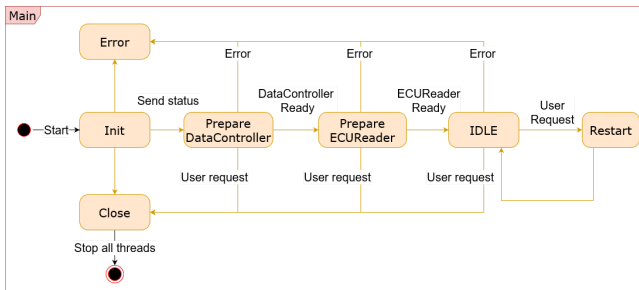 Main
Error
Error
Error
Error
Send status
DataController
Ready
ECUReader
Ready
User
Request
Start
Init
Prepare
DataController
Prepare
ECUReader
IDLE
Restart
User request
User request
User request
Close
Stop all threads